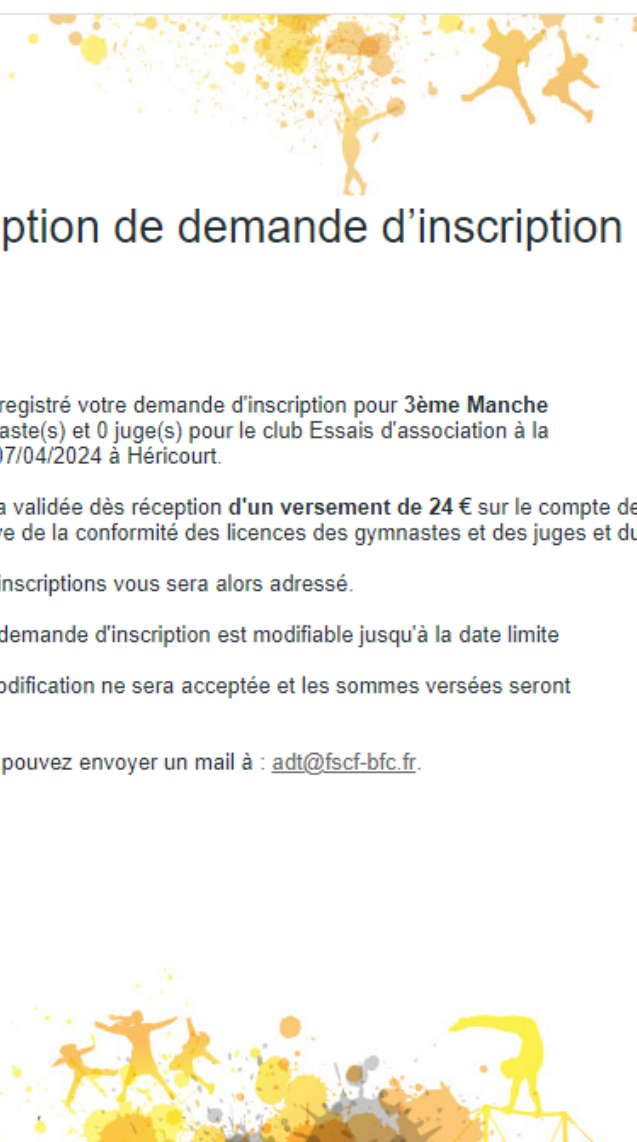 ption de demande d'inscription
registré votre demande d'inscription pour 3ème Manche
aste(s) et 0 juge(s) pour le club Essais d'association à la
07/04/2024 à Héricourt.
a validée dès réception d'un versement de 24 € sur le compte de
ve de la conformité des licences des gymnastes et des juges et du
inscriptions vous sera alors adressé.
demande d'inscription est modifiable jusqu'à la date limite
odification ne sera acceptée et les sommes versées seront
pouvez envoyer un mail à : adt@fscf-bfc.fr.